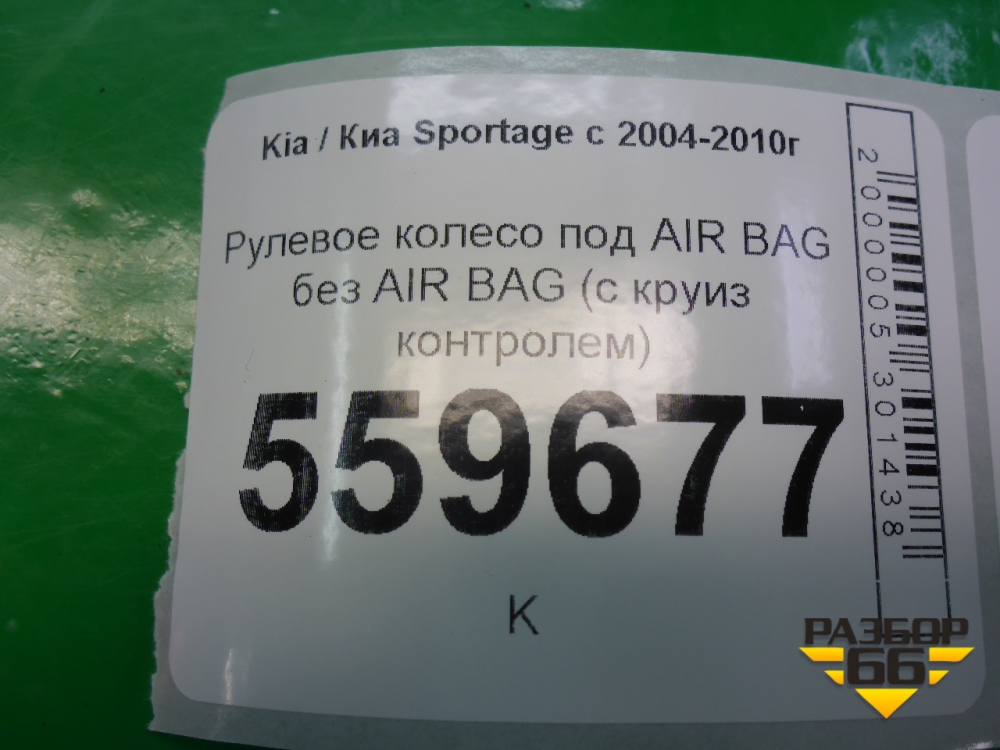 Kia / Киа Sportage с 2004-2010г
Рулевое колесо под AIR BAG
без AIR BAG (с круиз
контролем)
559677
К
2000005301438
РАЗБОР
66